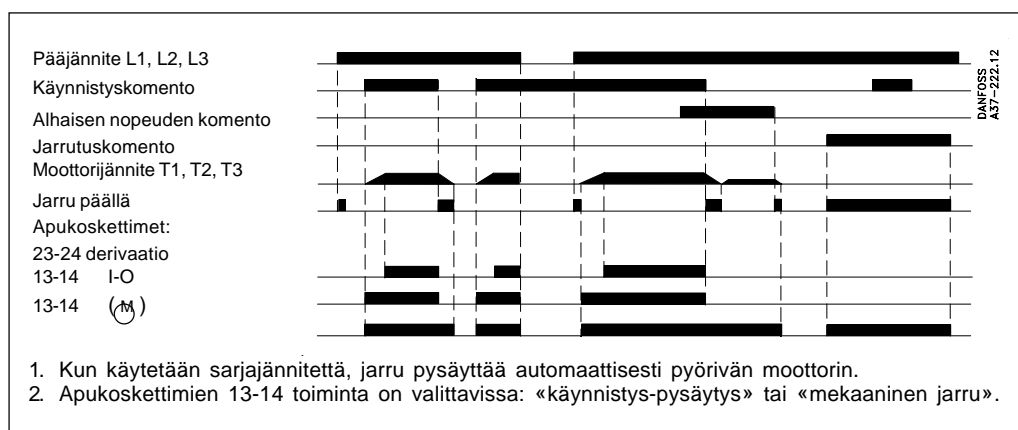 Pääjännite L1, L2, L3
Käynnistyskomento
Alhaisen nopeuden komento
Jarrutuskomento
Moottorijännite T1, T2, T3
Jarru päällä
Apukoskettimet:
23-24 derivaatio
13-14 I-O
13-14 ( M )
DANFOSS
A37-222.12
1. Kun käytetään sarjajännitettä, jarru pysäyttää automaattisesti pyörivän moottorin.
2. Apukoskettimien 13-14 toiminta on valittavissa: «käynnistys-pysäytys» tai «mekaaninen jarru».